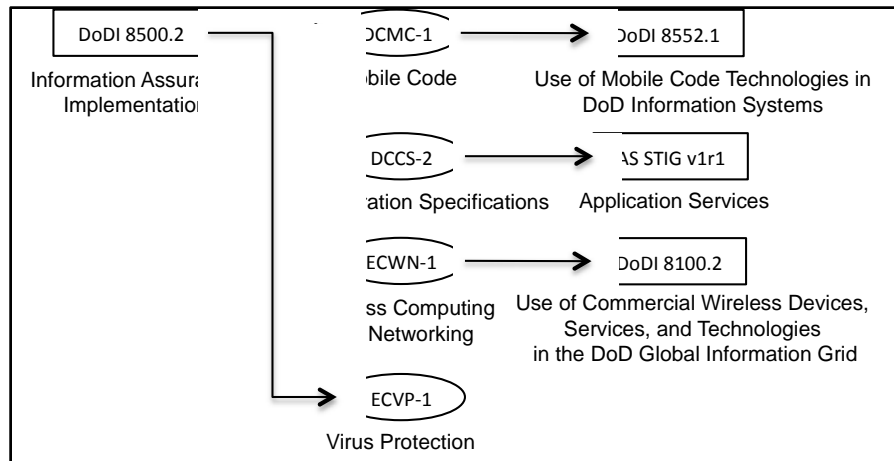 DoDI 8500.2
Information Assura
Implementation
DCMC-1
bile Code
DoDI 8552.1
Use of Mobile Code Technologies in
DoD Information Systems
DCCS-2
ration Specifications
AS STIG v1r1
Application Services
ECWN-1
ss Computing
Networking
DoDI 8100.2
Use of Commercial Wireless Devices,
Services, and Technologies
in the DoD Global Information Grid
ECVP-1
Virus Protection